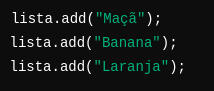 lista.add("Maçã");
lista.add("Banana");
lista.add("Laranja");